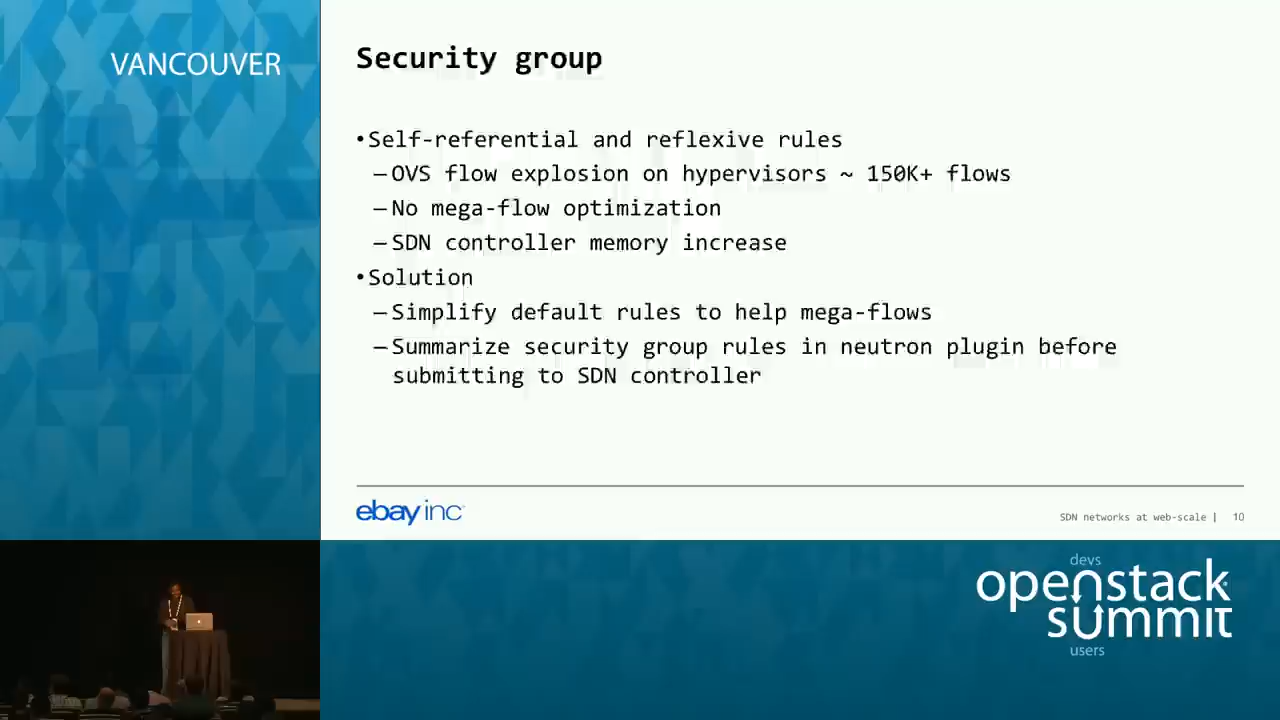 VANCOUVER
Security group
•Self-referential and reflexive rules
–OVS flow explosion on hypervisors ~ 150K+ flows
–No mega-flow optimization
–SDN controller memory increase
•Solution
–Simplify default rules to help mega-flows
–Summarize security group rules in neutron plugin before
submitting to SDN controller
ebay inc
SDN networks at web-scale | 10
devs
openstack
summit
users